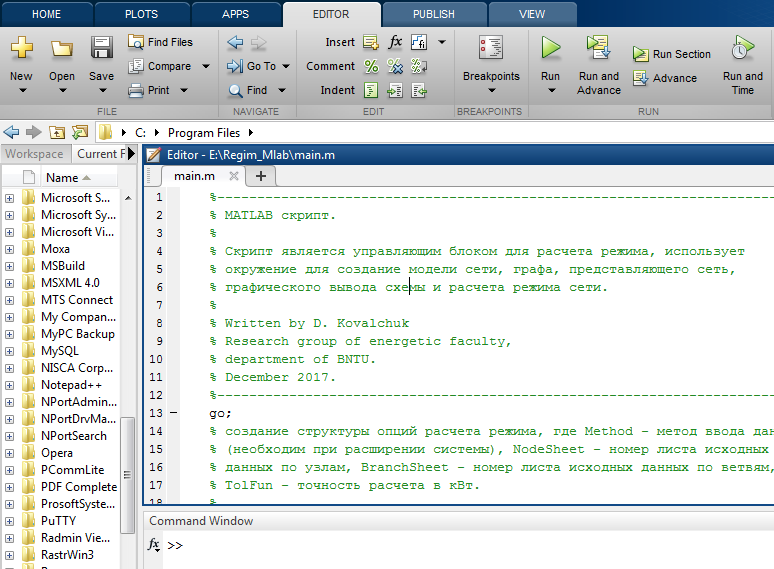 HOME PLOTS APPS EDITOR PUBLISH VIEW
New
Open
Save
Find Files
Compare
Print
FILE
Go To
Find
NAVIGATE
Insert fx fi
Comment % % %
Indent
EDIT
Breakpoints
BREAKPOINTS
Run
Run and Advance
Run Section
Advance
Run and Time
RUN
C: Program Files
Workspace Current F
Name
Microsoft S...
Microsoft Sy...
Microsoft Vi...
Moxa
MSBuild
MSXML 4.0
MTS Connect
My Compan...
MyPC Backup
MySQL
NISCA Corp...
Notepad++
NPortAdmin...
NPortDrvMa...
NPortSearch
Opera
PCommLite
PDF Complete
ProsoftSyste...
PuTTY
Radmin View...
RastrWin3
Editor - E:\Regim_Mlab\main.m
main.m
1 %--------------------------------------------------------------
2 % MATLAB скрипт.
3 %
4 % Скрипт является управляющим блоком для расчета режима, использует
5 % окружение для создание модели сети, графа, представляющего сеть,
6 % графического вывода схемы и расчета режима сети.
7 %
8 % Written by D. Kovalchuk
9 % Research group of energetic faculty,
10 % department of BNTU.
11 % December 2017.
12 %--------------------------------------------------------------
13 go;
14 % создание структуры опций расчета режима, где Method - метод ввода дан
15 % (необходим при расширении системы), NodeSheet - номер листа исходных
16 % данных по узлам, BranchSheet - номер листа исходных данных по ветвям,
17 % TolFun - точность расчета в кВт.
18 %
Command Window
fx >>